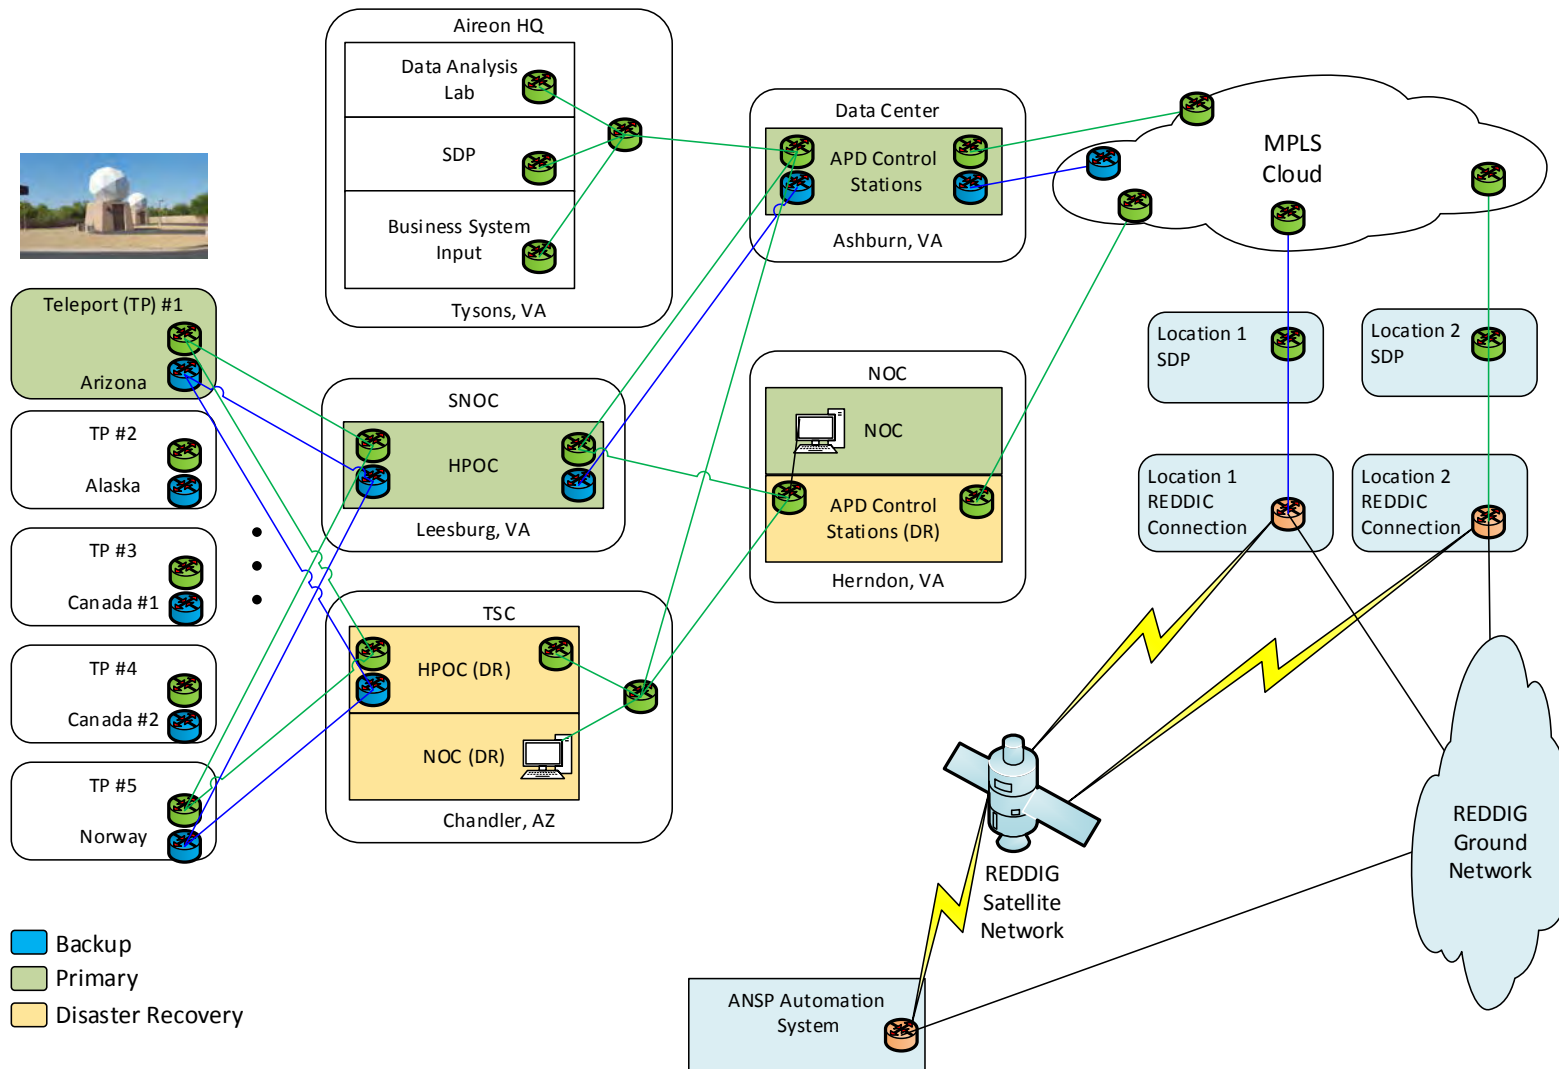 Aireon HQ
Data Analysis
Lab
SDP
Business System
Input
Tysons, VA
Data Center
APD Control
Stations
Ashburn, VA
MPLS
Cloud
Teleport (TP) #1
Arizona
TP #2
Alaska
TP #3
Canada #1
TP #4
Canada #2
TP #5
Norway
SNOC
HPOC
Leesburg, VA
TSC
HPOC (DR)
NOC (DR)
Chandler, AZ
NOC
NOC
APD Control
Stations (DR)
Herndon, VA
Location 1
SDP
Location 2
SDP
Location 1
REDDIC
Connection
Location 2
REDDIC
Connection
REDDIG
Satellite
Network
REDDIG
Ground
Network
ANSP Automation
System
Backup
Primary
Disaster Recovery